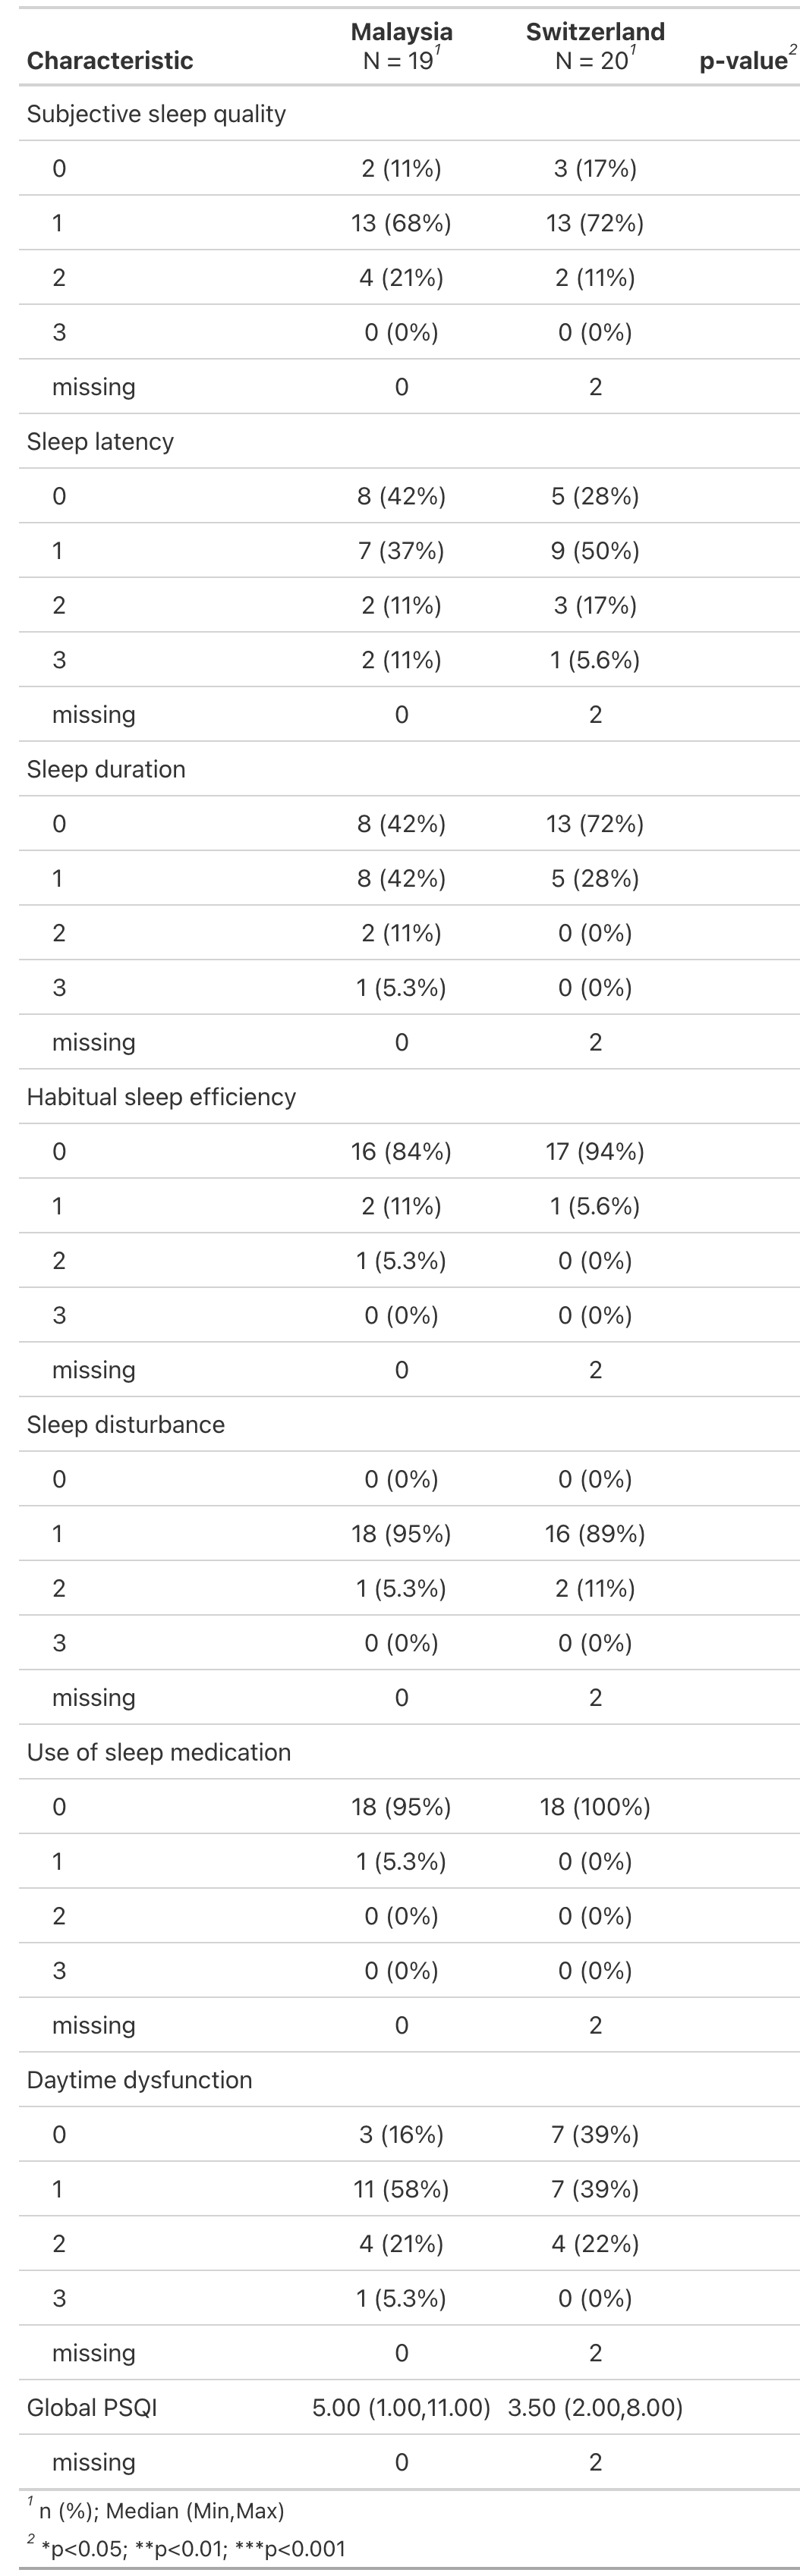 Characteristic Malaysia N = 19¹ Switzerland N = 20¹ p-value²
Subjective sleep quality
0 2 (11%) 3 (17%)
1 13 (68%) 13 (72%)
2 4 (21%) 2 (11%)
3 0 (0%) 0 (0%)
missing 0 2
Sleep latency
0 8 (42%) 5 (28%)
1 7 (37%) 9 (50%)
2 2 (11%) 3 (17%)
3 2 (11%) 1 (5.6%)
missing 0 2
Sleep duration
0 8 (42%) 13 (72%)
1 8 (42%) 5 (28%)
2 2 (11%) 0 (0%)
3 1 (5.3%) 0 (0%)
missing 0 2
Habitual sleep efficiency
0 16 (84%) 17 (94%)
1 2 (11%) 1 (5.6%)
2 1 (5.3%) 0 (0%)
3 0 (0%) 0 (0%)
missing 0 2
Sleep disturbance
0 0 (0%) 0 (0%)
1 18 (95%) 16 (89%)
2 1 (5.3%) 2 (11%)
3 0 (0%) 0 (0%)
missing 0 2
Use of sleep medication
0 18 (95%) 18 (100%)
1 1 (5.3%) 0 (0%)
2 0 (0%) 0 (0%)
3 0 (0%) 0 (0%)
missing 0 2
Daytime dysfunction
0 3 (16%) 7 (39%)
1 11 (58%) 7 (39%)
2 4 (21%) 4 (22%)
3 1 (5.3%) 0 (0%)
missing 0 2
Global PSQI 5.00 (1.00,11.00) 3.50 (2.00,8.00)
missing 0 2
¹ n (%); Median (Min,Max)
² *p<0.05; **p<0.01; ***p<0.001